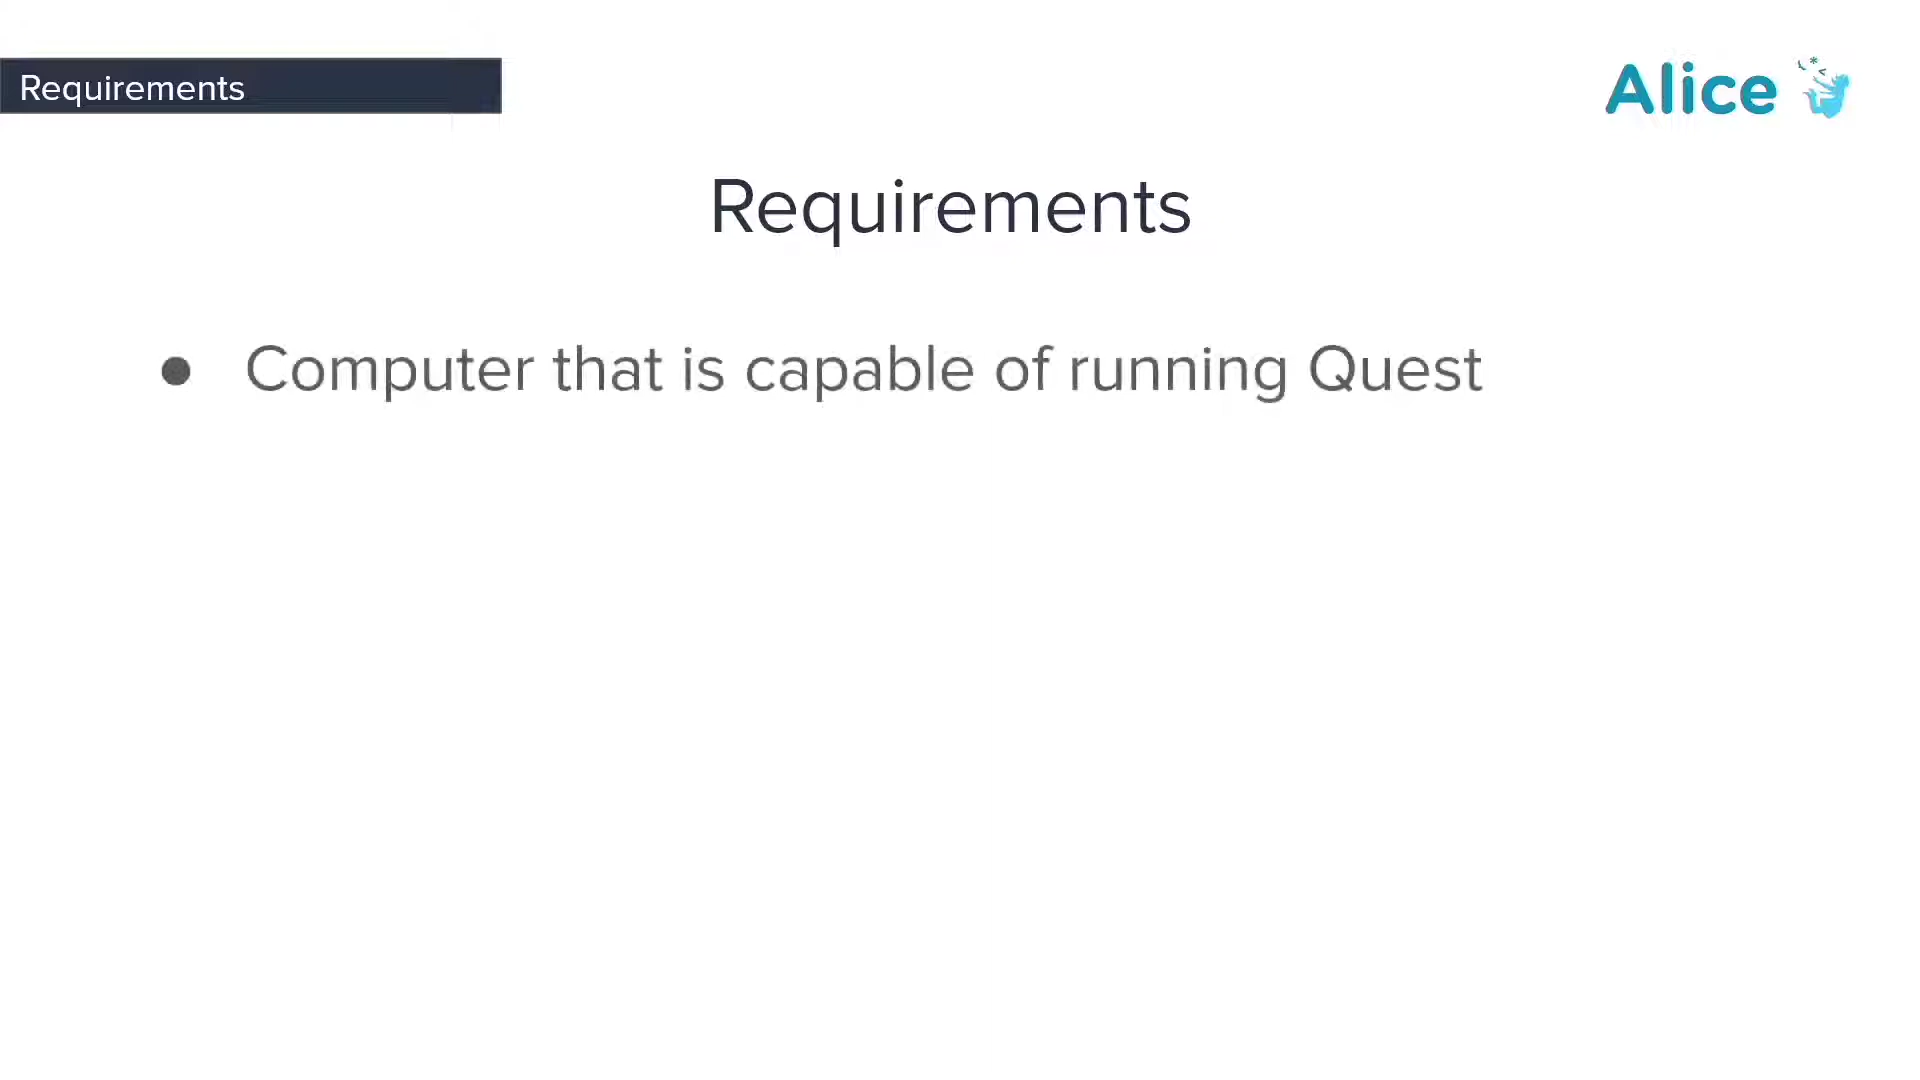 Requirements
Alice
Requirements
● Computer that is capable of running Quest